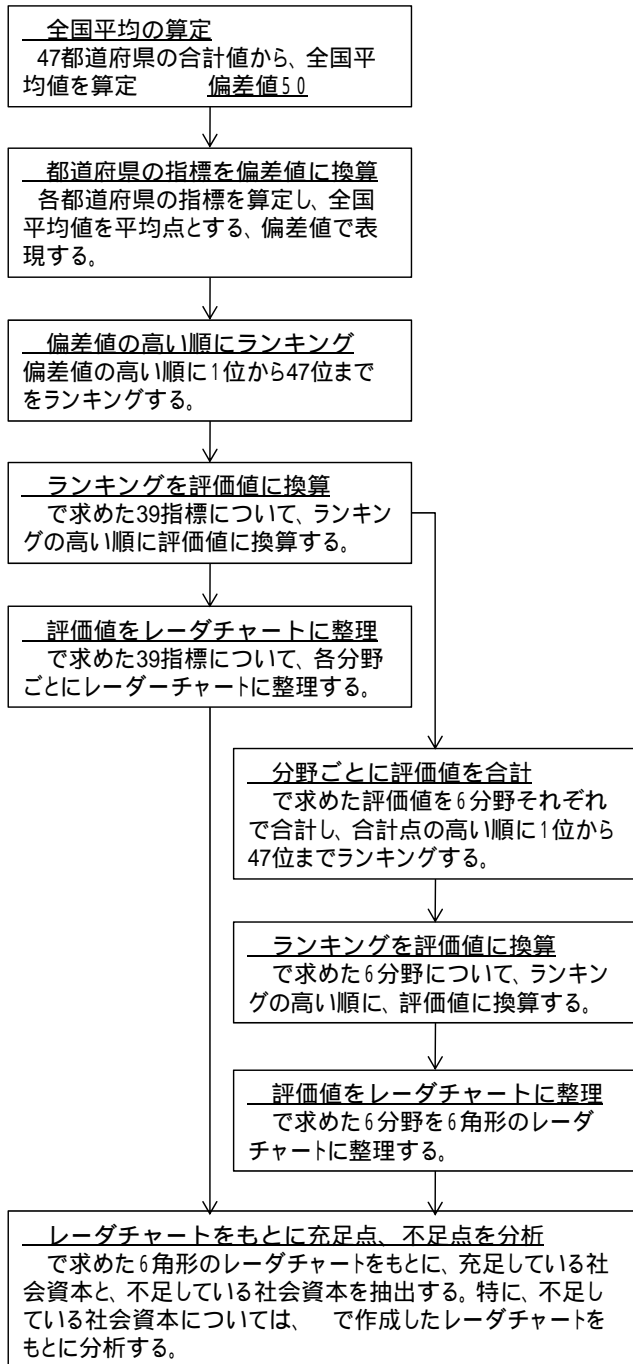 全国平均の算定
47都道府県の合計値から、全国平
均値を算定　　　偏差値50
都道府県の指標を偏差値に換算
各都道府県の指標を算定し、全国
平均値を平均点とする、偏差値で表
現する。
偏差値の高い順にランキング
偏差値の高い順に1位から47位まで
をランキングする。
ランキングを評価値に換算
で求めた39指標について、ランキン
グの高い順に評価値に換算する。
評価値をレーダチャートに整理
で求めた39指標について、各分野
ごとにレーダーチャートに整理する。
分野ごとに評価値を合計
で求めた評価値を6分野それぞれ
で合計し、合計点の高い順に1位から
47位までランキングする。
ランキングを評価値に換算
で求めた6分野について、ランキン
グの高い順に、評価値に換算する。
評価値をレーダチャートに整理
で求めた6分野を6角形のレーダ
チャートに整理する。
レーダチャートをもとに充足点、不足点を分析
で求めた6角形のレーダチャートをもとに、充足している社
会資本と、不足している社会資本を抽出する。特に、不足し
ている社会資本については、　で作成したレーダチャートを
もとに分析する。